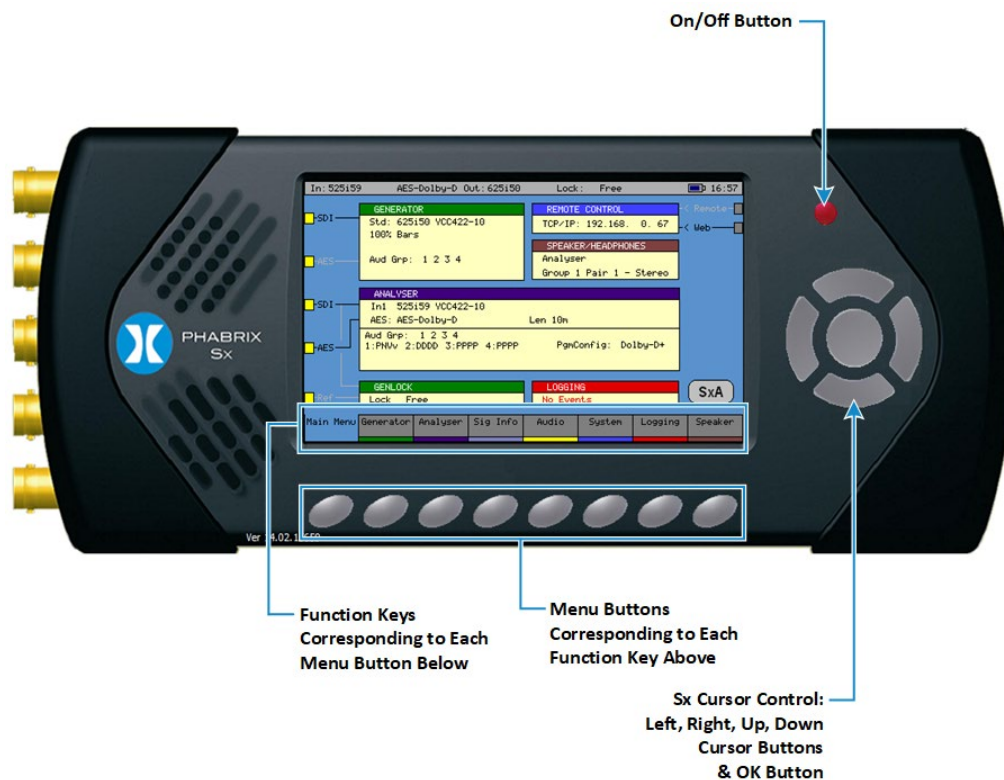 On/Off Button
In: 525i59 AES-Dolby-D Out: 625i50 Lock: Free 16:57
GENERATOR
SDI
Std: 625i50 YCC422-10
100% Bars
AES
Aud Grp: 1 2 3 4
REMOTE CONTROL
TCP/IP: 192.168. 0. 67
< Remote
< Web
SPEAKER/HEADPHONES
Analyser
Group 1 Pair 1 - Stereo
ANALYSER
SDI
In1 525i59 YCC422-10
AES: AES-Dolby-D Len 10m
AES
Aud Grp: 1 2 3 4
1:PNVv 2:DDDD 3:PPPP 4:PPPP PgmConfig: Dolby-D+
GENLOCK
Ref
Lock Free
LOGGING
No Events
SxA
PHABRIX
Sx
Main Menu Generator Analyser Sig Info Audio System Logging Speaker
Function Keys
Corresponding to Each
Menu Button Below
Menu Buttons
Corresponding to Each
Function Key Above
Sx Cursor Control:
Left, Right, Up, Down
Cursor Buttons
& OK Button